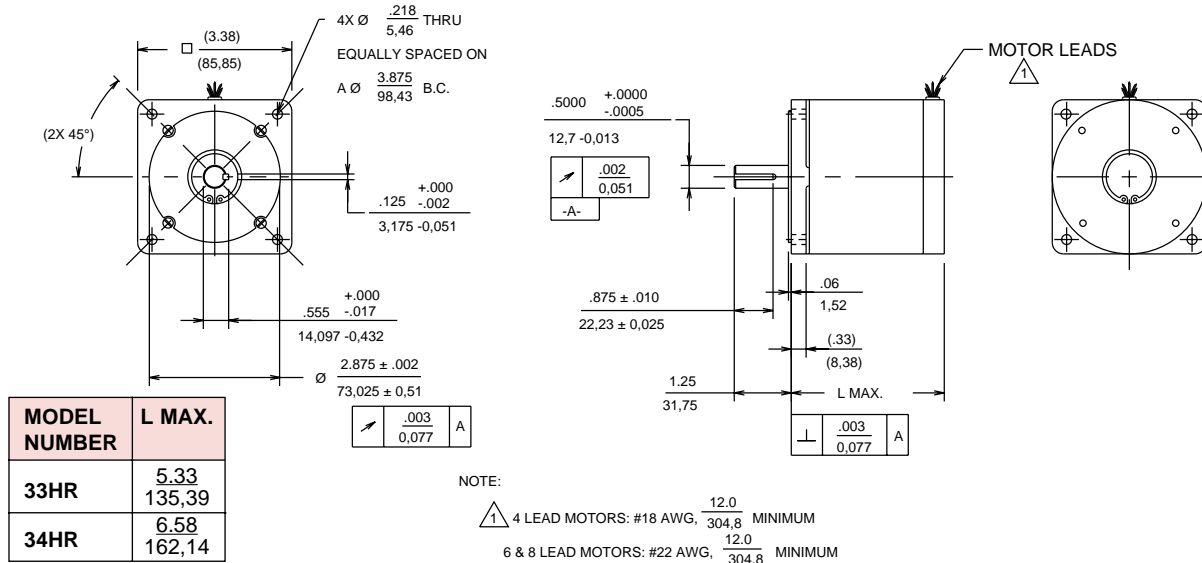 (3.38)
(85,85)
4X Ø .218 THRU
5,46
EQUALLY SPACED ON
A Ø 3.875 B.C.
98,43
(2X 45°)
.125 +.000
-.002
3,175 -0,051
.555 +.000
-.017
14,097 -0,432
Ø 2.875 ± .002
73,025 ± 0,51
.003 A
0,077
MOTOR LEADS
1
.5000 +.0000
-.0005
12,7 -0,013
.002
0,051
-A-
.875 ± .010
22,23 ± 0,025
.06
1,52
(.33)
(8,38)
1.25
31,75
L MAX.
.003 A
0,077
MODEL NUMBER L MAX.
33HR 5.33
135,39
34HR 6.58
162,14
NOTE:
1 4 LEAD MOTORS: #18 AWG, 12.0 MINIMUM
304,8
6 & 8 LEAD MOTORS: #22 AWG, 12.0 MINIMUM
304,8